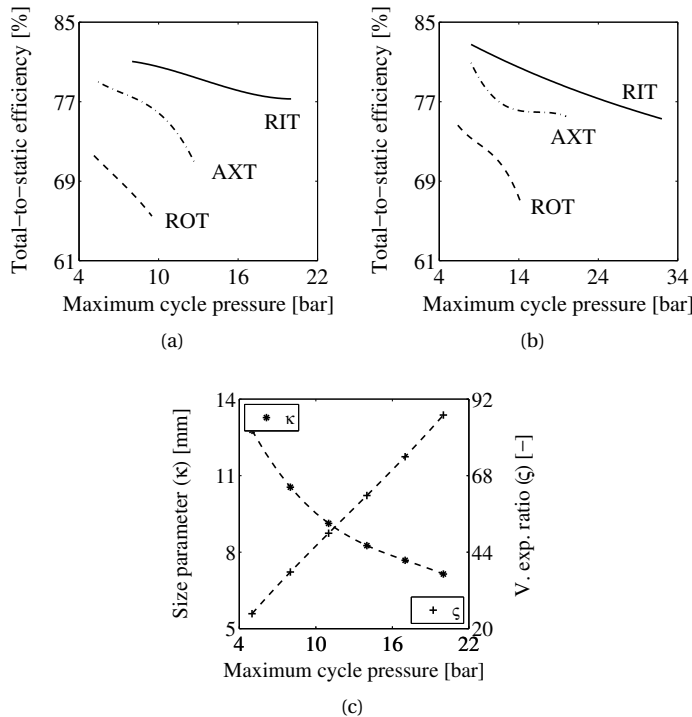 85
77
69
61
Total−to−static efficiency [%]
RIT
AXT
ROT
4 10 16 22
Maximum cycle pressure [bar]
(a)
85
77
69
61
Total−to−static efficiency [%]
RIT
AXT
ROT
4 14 24 34
Maximum cycle pressure [bar]
(b)
14
11
8
5
Size parameter (κ) [mm]
κ
92
68
44
20
V. exp. ratio (ς) [−]
ς
4 10 16 22
Maximum cycle pressure [bar]
(c)